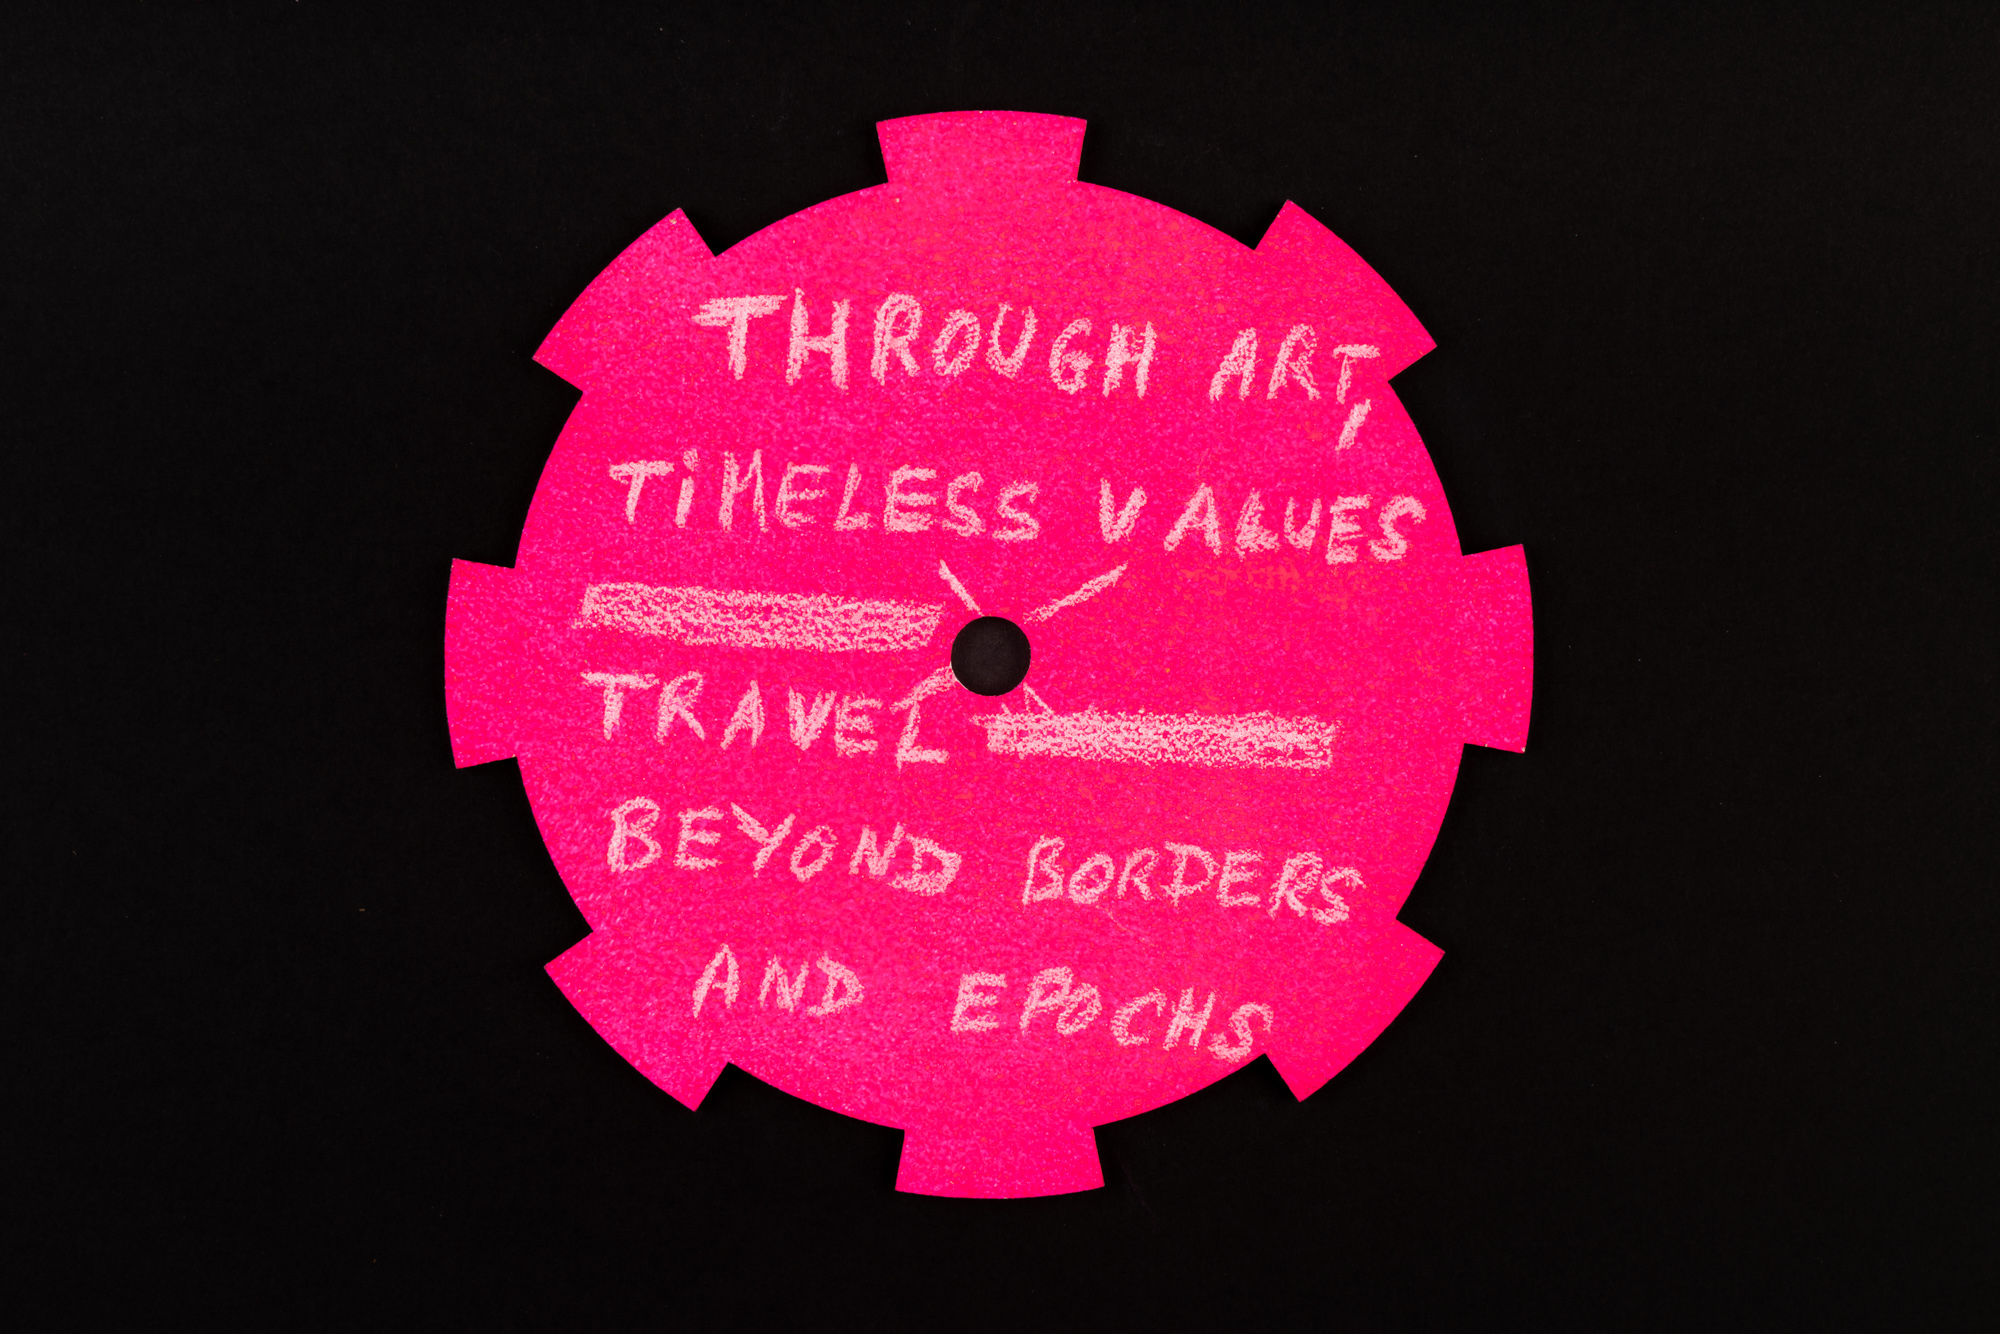 THROUGH ART,
TiMELESS VALUES
TRAVEL
BEYOND BORDERS
AND EPOCHS